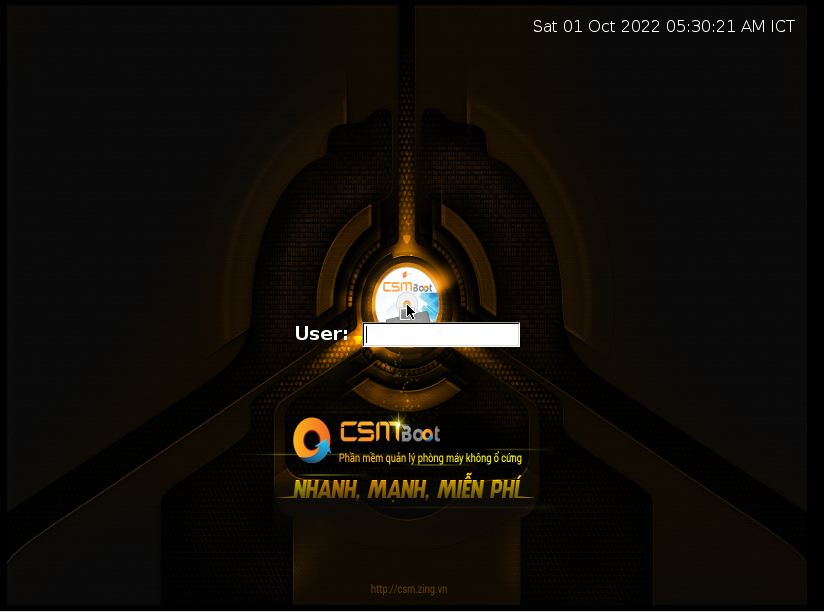 Sat 01 Oct 2022 05:30:21 AM ICT
CSMBoot
User:
CSMBoot
Phần mềm quản lý phòng máy không ổ cứng
NHANH, MẠNH, MIỄN PHÍ
http://csm.zing.vn